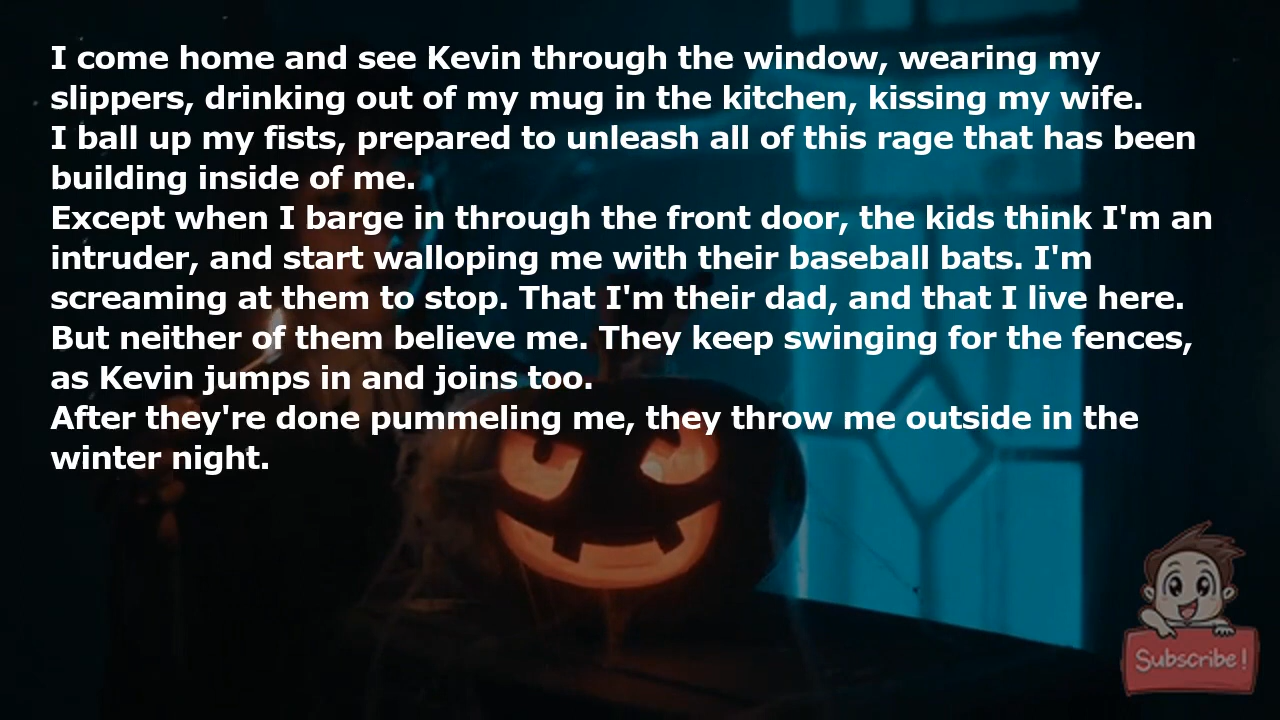 I come home and see Kevin through the window, wearing my
slippers, drinking out of my mug in the kitchen, kissing my wife.
I ball up my fists, prepared to unleash all of this rage that has been
building inside of me.
Except when I barge in through the front door, the kids think I'm an
intruder, and start walloping me with their baseball bats. I'm
screaming at them to stop. That I'm their dad, and that I live here.
But neither of them believe me. They keep swinging for the fences,
as Kevin jumps in and joins too.
After they're done pummeling me, they throw me outside in the
winter night.
Subscribe!